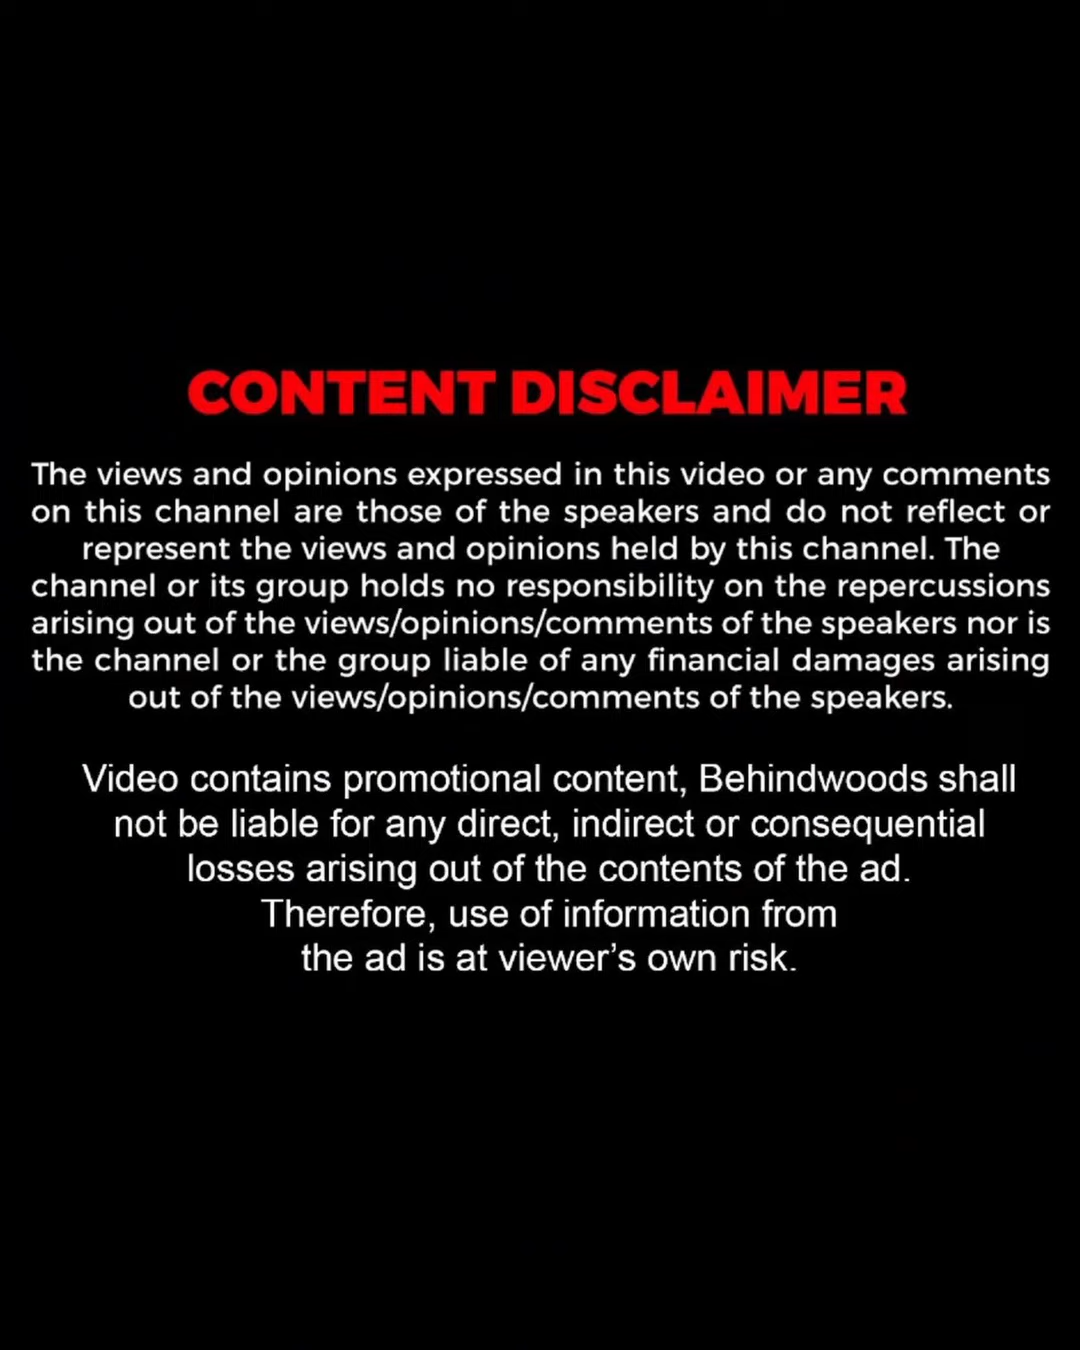 CONTENT DISCLAIMER
The views and opinions expressed in this video or any comments
on this channel are those of the speakers and do not reflect or
represent the views and opinions held by this channel. The
channel or its group holds no responsibility on the repercussions
arising out of the views/opinions/comments of the speakers nor is
the channel or the group liable of any financial damages arising
out of the views/opinions/comments of the speakers.
Video contains promotional content, Behindwoods shall
not be liable for any direct, indirect or consequential
losses arising out of the contents of the ad.
Therefore, use of information from
the ad is at viewer’s own risk.